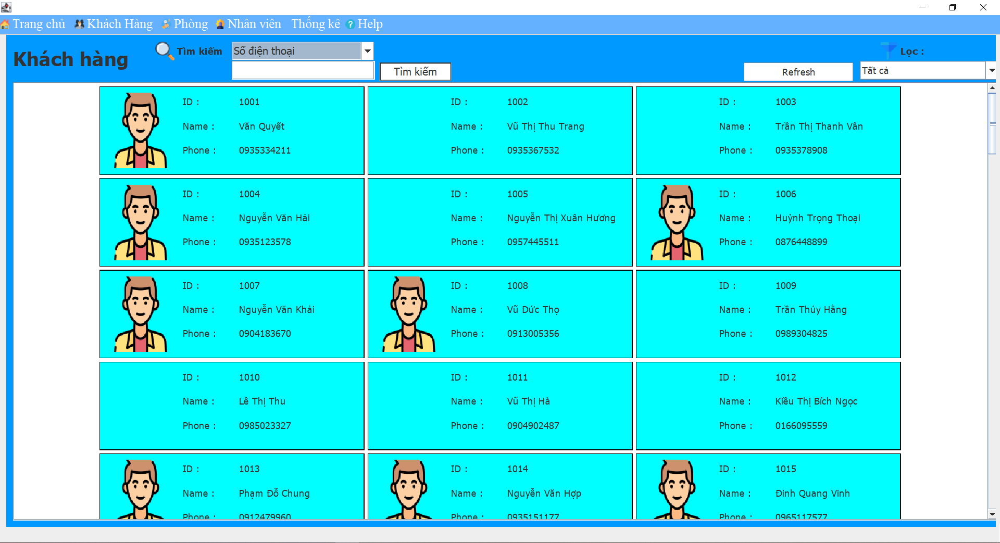 Trang chủ Khách Hàng Phòng Nhân viên Thống kê ? Help
Khách hàng
Tìm kiếm Số điện thoại
Tìm kiếm
Lọc :
Refresh Tất cả
ID : 1001 ID : 1002 ID : 1003
Name : Văn Quyết Name : Vũ Thị Thu Trang Name : Trần Thị Thanh Vân
Phone : 0935334211 Phone : 0935367532 Phone : 0935378908
ID : 1004 ID : 1005 ID : 1006
Name : Nguyễn Văn Hải Name : Nguyễn Thị Xuân Hương Name : Huỳnh Trọng Thoại
Phone : 0935123578 Phone : 0957445511 Phone : 0876448899
ID : 1007 ID : 1008 ID : 1009
Name : Nguyễn Văn Khải Name : Vũ Đức Thọ Name : Trần Thúy Hằng
Phone : 0904183670 Phone : 0913005356 Phone : 0989304825
ID : 1010 ID : 1011 ID : 1012
Name : Lê Thị Thu Name : Vũ Thị Hà Name : Kiều Thị Bích Ngọc
Phone : 0985023327 Phone : 0904902487 Phone : 0166095559
ID : 1013 ID : 1014 ID : 1015
Name : Phạm Đỗ Chung Name : Nguyễn Văn Hợp Name : Đinh Quang Vinh
Phone : 0912479960 Phone : 0935151177 Phone : 0965117577